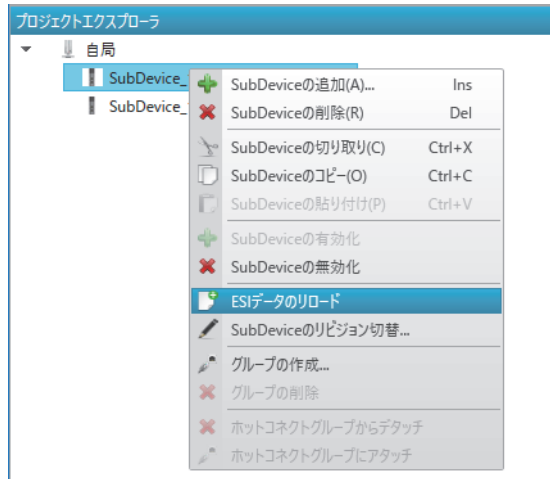 プロジェクトエクスプローラ
自局
SubDevice_
SubDeviceの追加(A)... Ins
SubDevice_
SubDeviceの削除(R) Del
SubDeviceの切り取り(C) Ctrl+X
SubDeviceのコピー(O) Ctrl+C
SubDeviceの貼り付け(P) Ctrl+V
SubDeviceの有効化
SubDeviceの無効化
ESIデータのリロード
SubDeviceのリビジョン切替...
グループの作成...
グループの削除
ホットコネクトグループからデタッチ
ホットコネクトグループにアタッチ